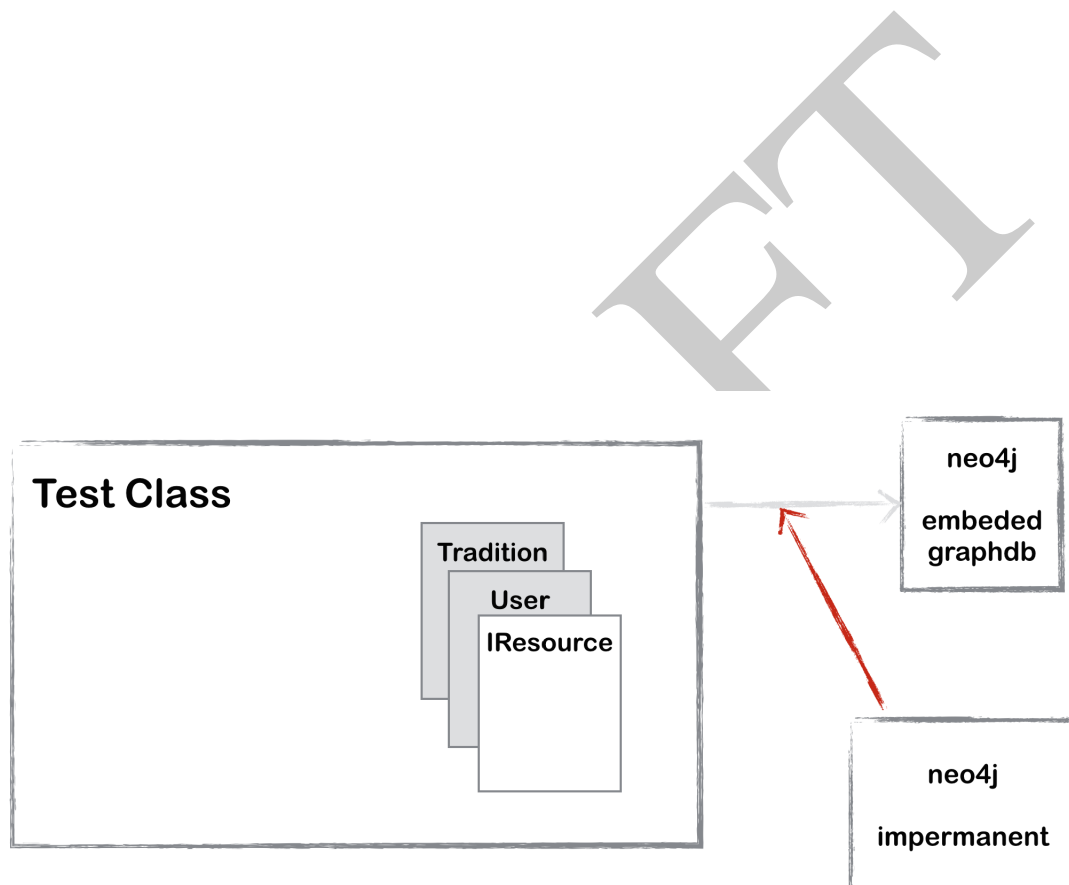 FT
Test Class
Tradition
User
IResource
neo4j
embeded
graphdb
neo4j
impermanent